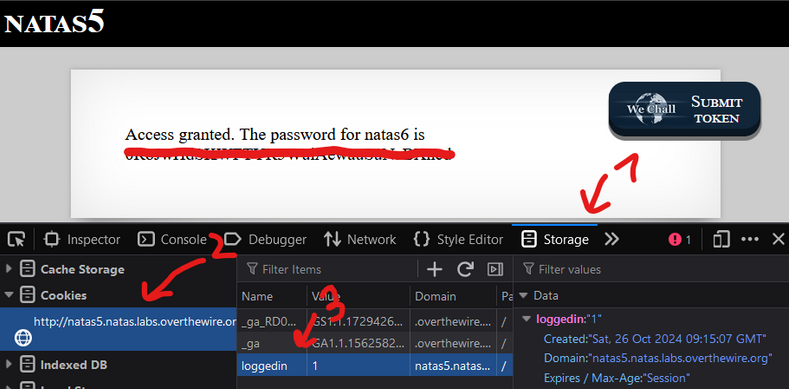 NATAS5
We Chall
SUBMIT
TOKEN
Access granted. The password for natas6 is
1
Inspector
Console
Debugger
Network
Style Editor
Storage
1
2
Cache Storage
Filter Items
Filter values
Cookies
Name
Value
Domain
Pa
Data
http://natas5.natas.labs.overthewire.or
_ga_RD0...
GS1.1.1729426...
.overthewire....
/
loggedin:"1"
3
_ga
GA1.1.1562582...
.overthewire....
/
Created:"Sat, 26 Oct 2024 09:15:07 GMT"
Indexed DB
loggedin
1
natas5.natas...
/
Domain:"natas5.natas.labs.overthewire.org"
Expires / Max-Age:"Session"